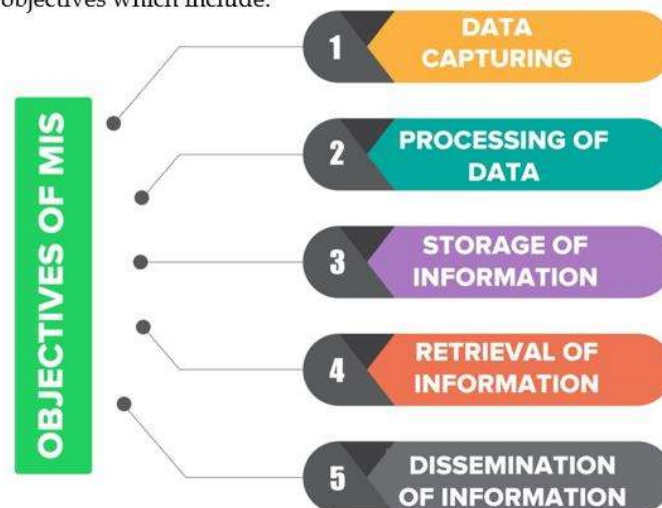 objectives which include:
OBJECTIVES OF MIS
1
DATA
CAPTURING
2
PROCESSING OF
DATA
3
STORAGE OF
INFORMATION
4
RETRIEVAL OF
INFORMATION
5
DISSEMINATION
OF INFORMATION